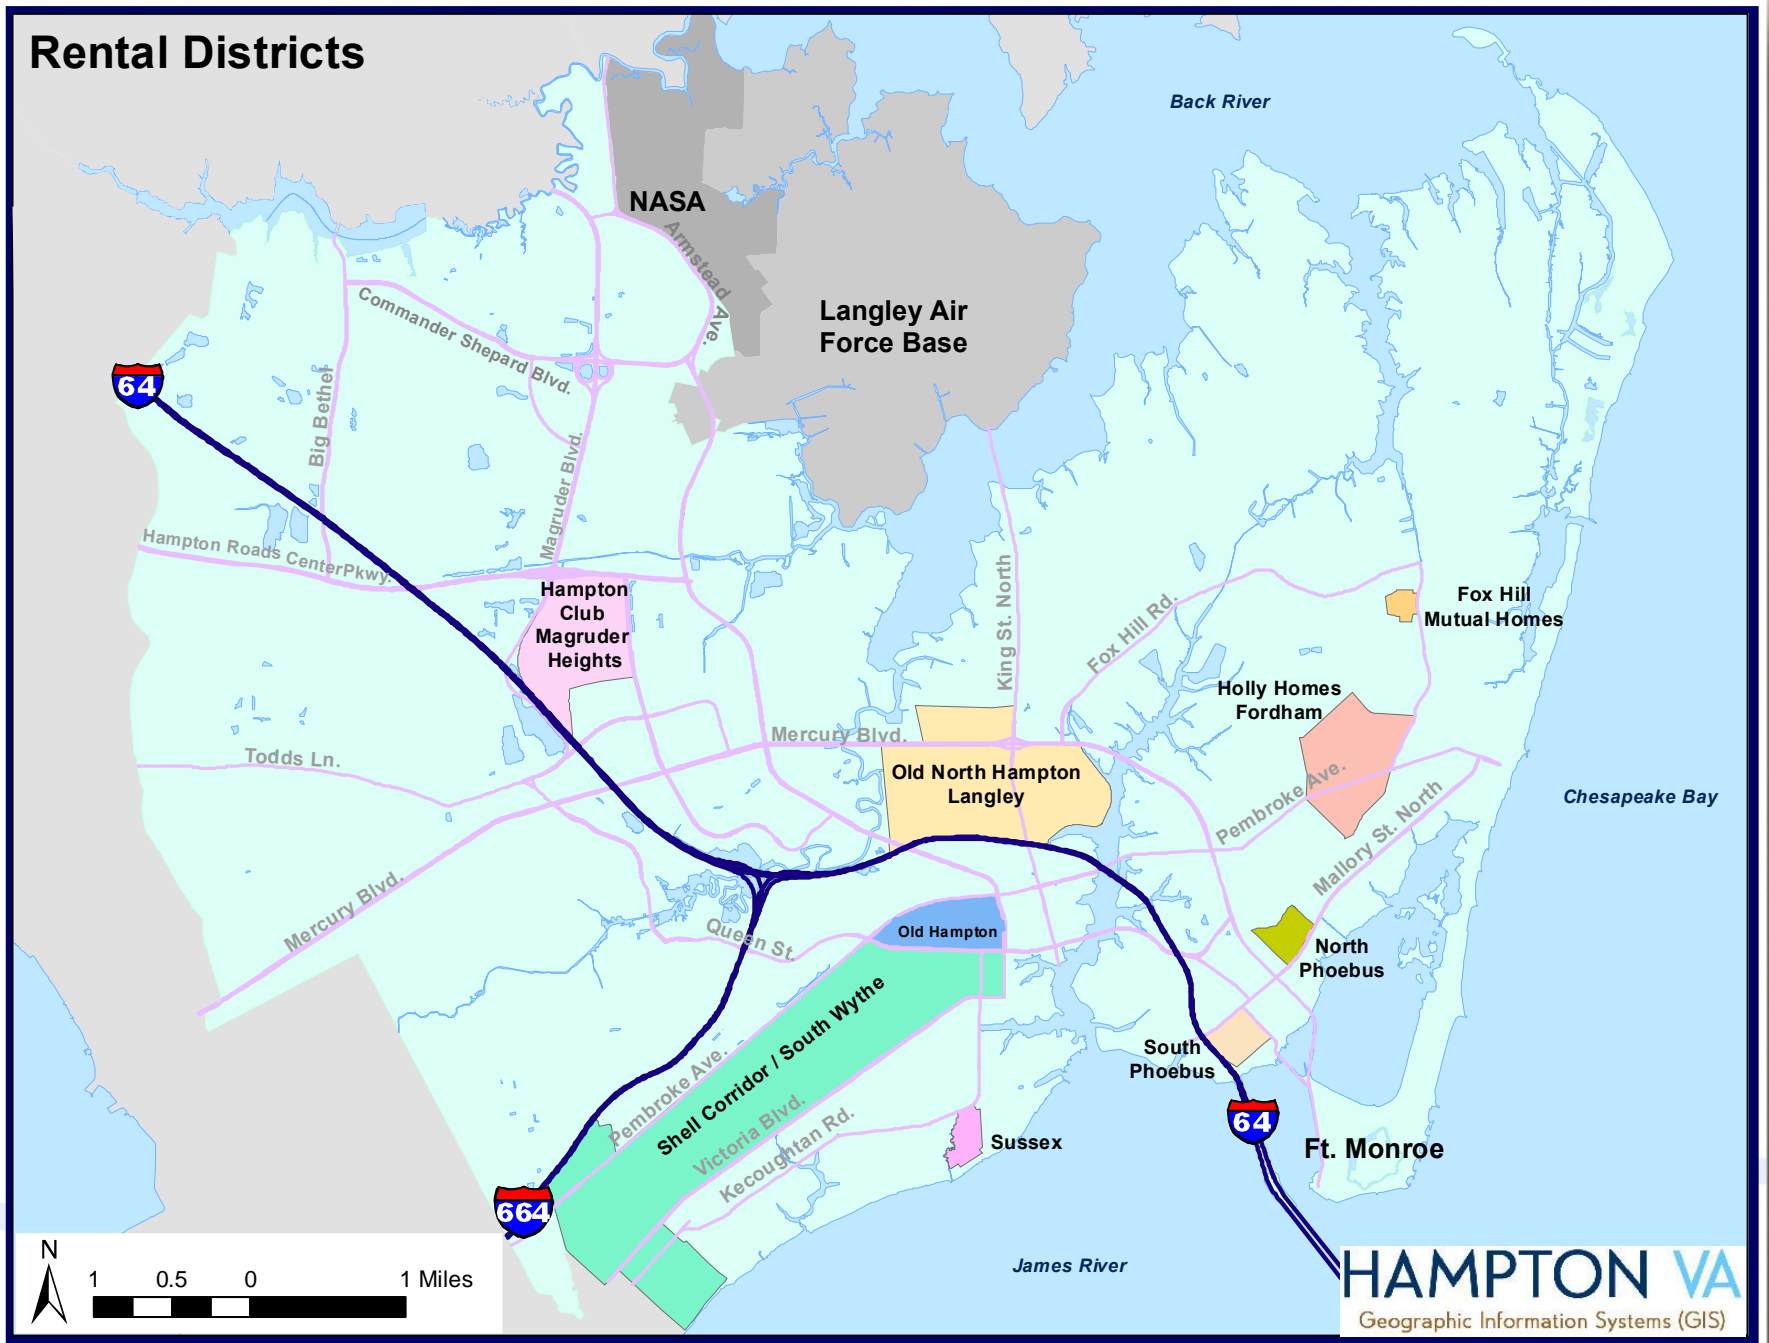 Rental Districts
Back River
NASA
Armstead Ave.
Langley Air
Force Base
Commander Shepard Blvd.
64
Big Bethel
Magruder Blvd.
Hampton Roads CenterPkwy.
King St. North
Hampton
Club
Magruder
Heights
Fox Hill Rd.
Fox Hill
Mutual Homes
Holly Homes
Fordham
Mercury Blvd.
Todds Ln.
Old North Hampton
Langley
Pembroke Ave.
Chesapeake Bay
Mallory St. North
Mercury Blvd.
Queen St.
Old Hampton
North
Phoebus
Shell Corridor / South Wythe
South
Phoebus
Pembroke Ave.
Victoria Blvd.
Kecoughtan Rd.
64
Sussex
Ft. Monroe
664
N
1 0.5 0 1 Miles
James River
HAMPTON VA
Geographic Information Systems (GIS)